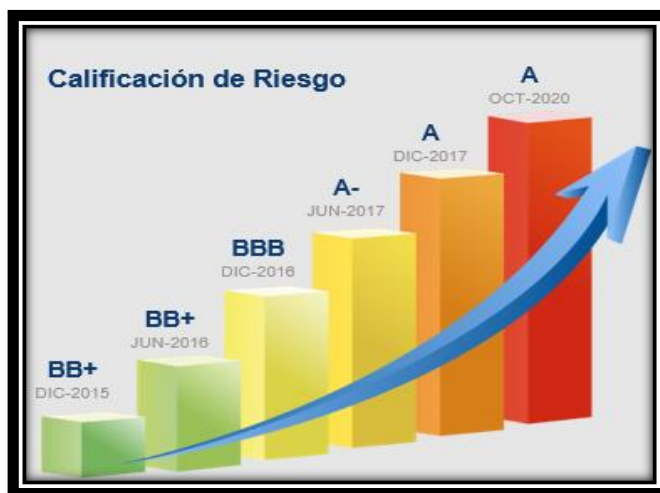 Calificación de Riesgo
A
OCT-2020
A
DIC-2017
A-
JUN-2017
BBB
DIC-2016
BB+
JUN-2016
BB+
DIC-2015